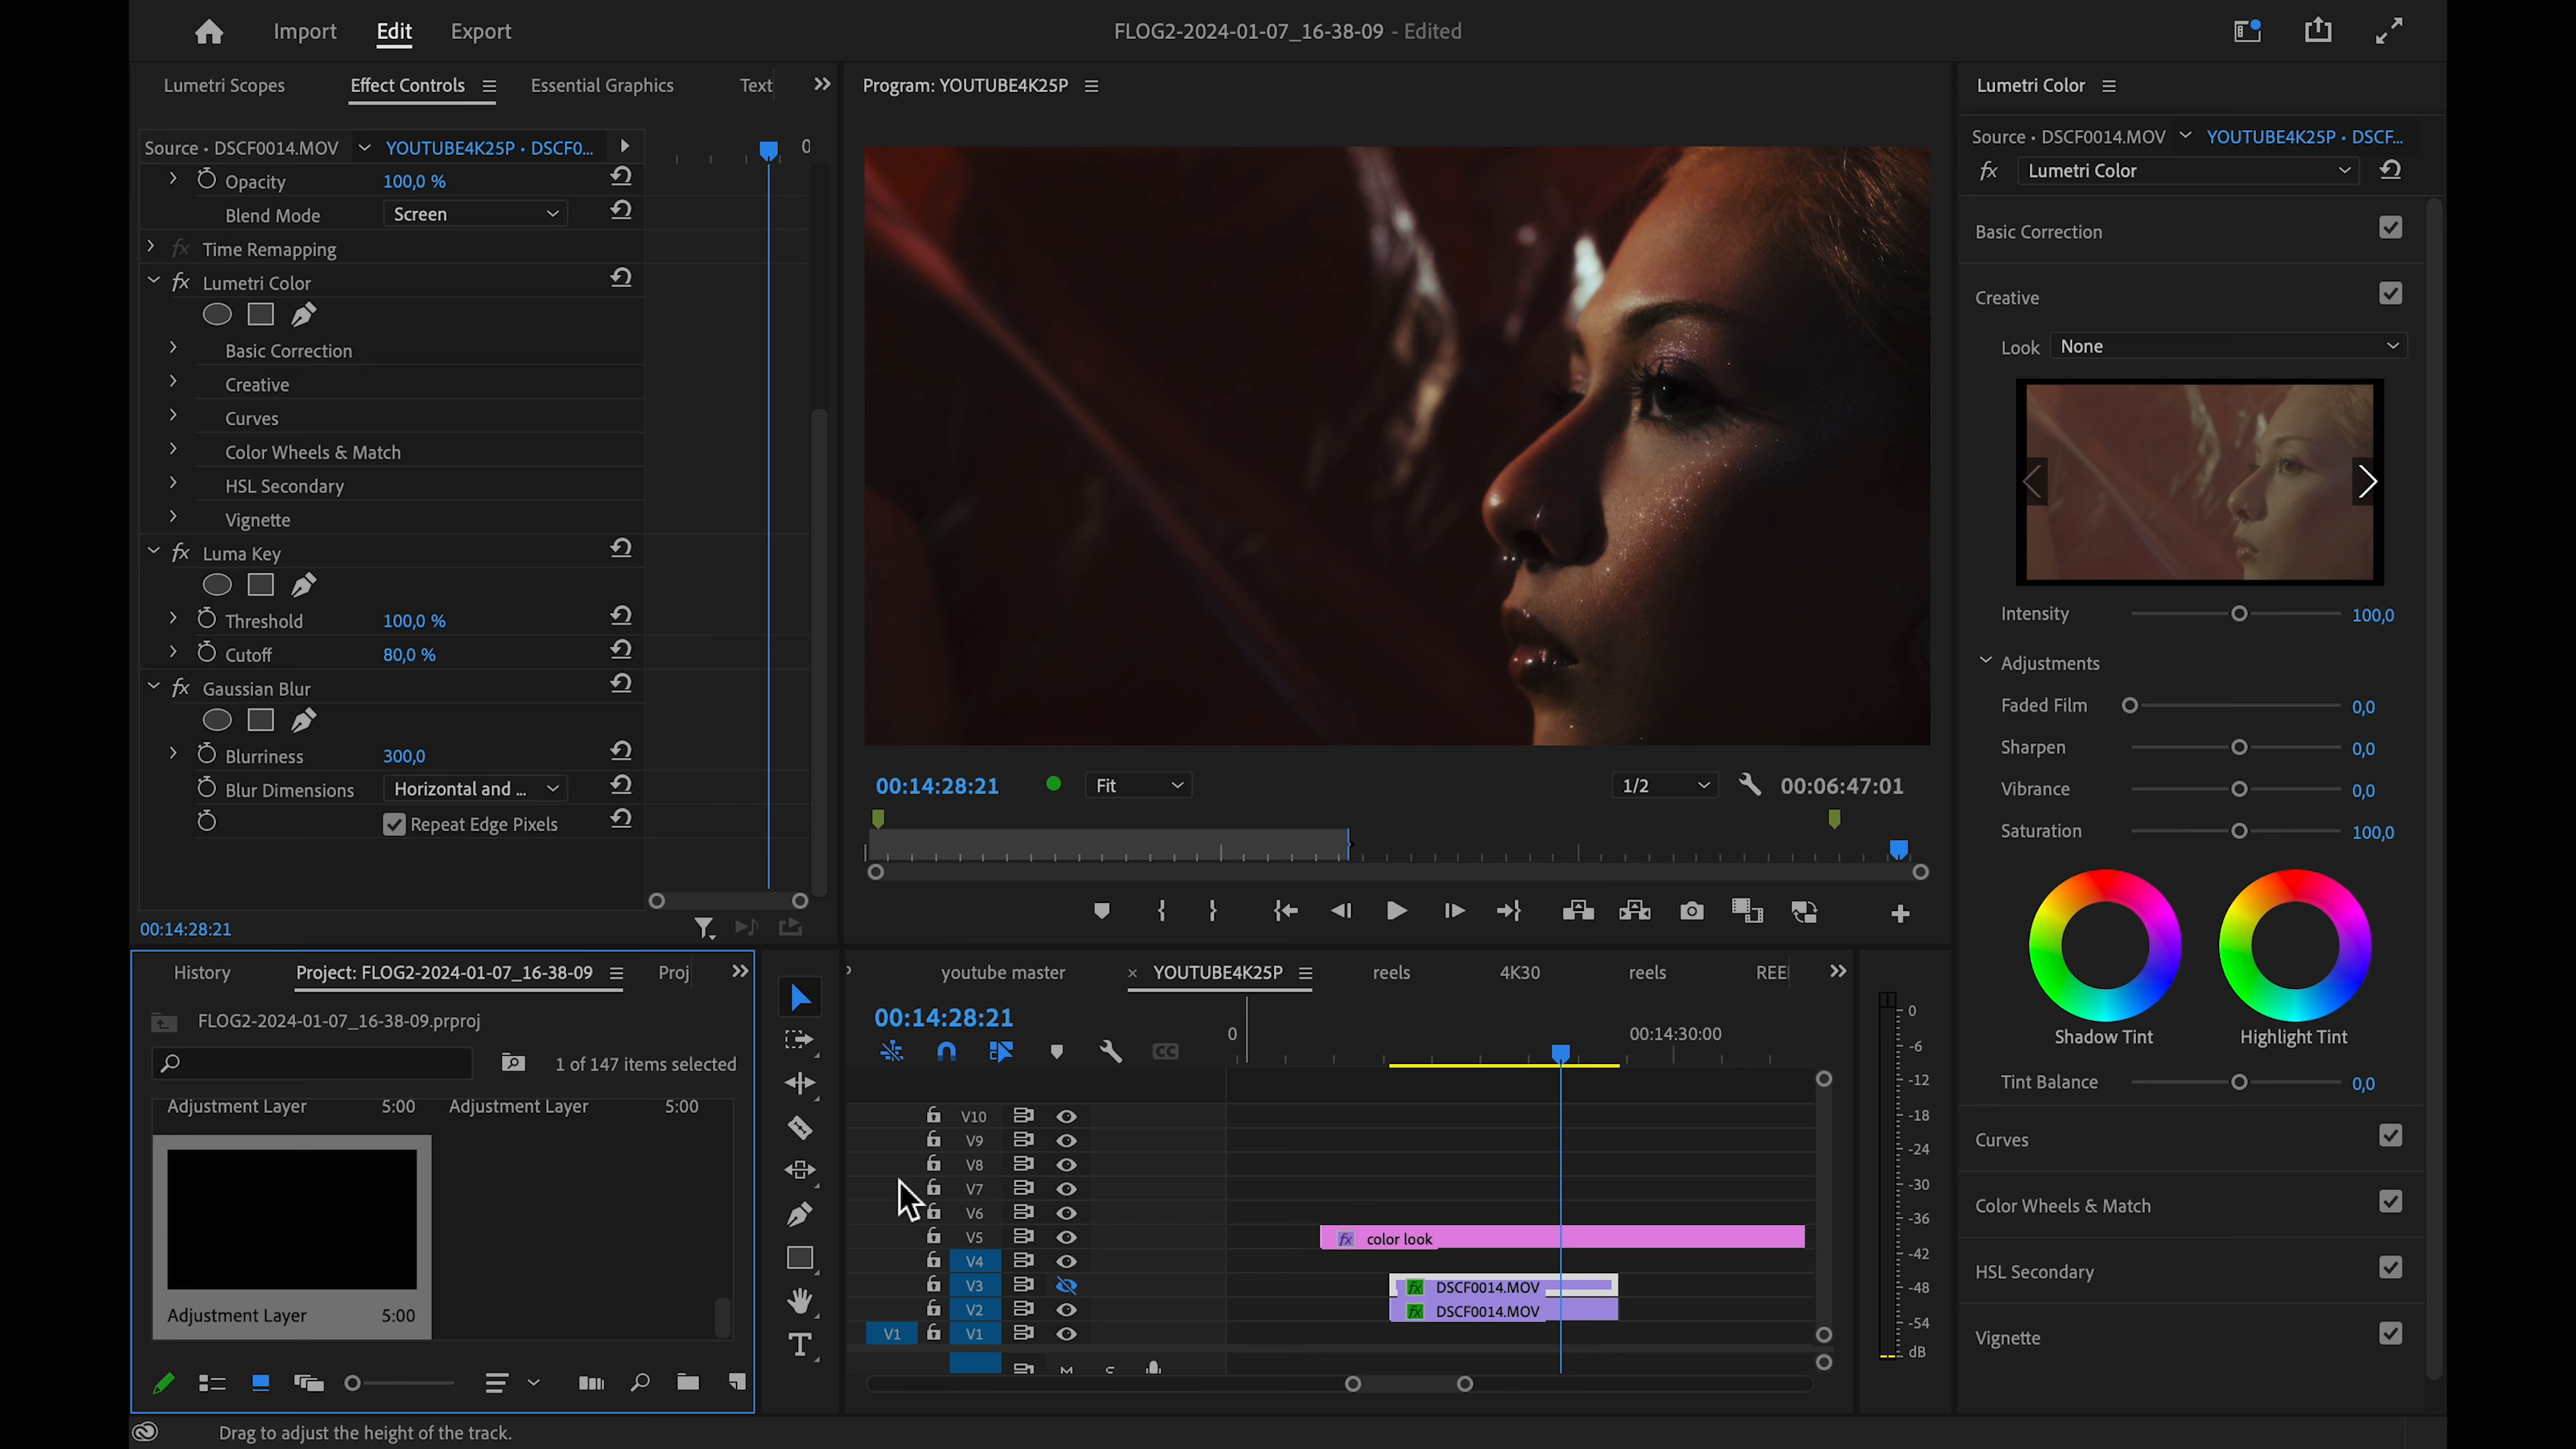 Import
Edit
Export
FLOG2-2024-01-07_16-38-09 - Edited
Lumetri Scopes
Effect Controls
Essential Graphics
Text
Source • DSCF0014.MOV
YOUTUBE4K25P • DSCF0...
0
Opacity
100,0 %
Blend Mode
Screen
fx Time Remapping
fx Lumetri Color
Basic Correction
Creative
Curves
Color Wheels & Match
HSL Secondary
Vignette
fx Luma Key
Threshold
100,0 %
Cutoff
80,0 %
fx Gaussian Blur
Blurriness
300,0
Blur Dimensions
Horizontal and ...
Repeat Edge Pixels
00:14:28:21
Program: YOUTUBE4K25P
00:14:28:21
Fit
1/2
00:06:47:01
Lumetri Color
Source • DSCF0014.MOV
YOUTUBE4K25P • DSCF...
fx
Lumetri Color
Basic Correction
Creative
Look
None
Intensity
100,0
Adjustments
Faded Film
0,0
Sharpen
0,0
Vibrance
0,0
Saturation
100,0
Shadow Tint
Highlight Tint
Tint Balance
0,0
Curves
Color Wheels & Match
HSL Secondary
Vignette
History
Project: FLOG2-2024-01-07_16-38-09
Proj
FLOG2-2024-01-07_16-38-09.prproj
1 of 147 items selected
Adjustment Layer
5:00
Adjustment Layer
5:00
Adjustment Layer
5:00
youtube master
× YOUTUBE4K25P
reels
4K30
reels
REE
00:14:28:21
0
00:14:30:00
CC
V10
V9
V8
V7
V6
V5
fx color look
V4
V3
fx DSCF0014.MOV
V2
fx DSCF0014.MOV
V1
V1
0
-6
-12
-18
-24
-30
-36
-42
-48
-54
dB
Drag to adjust the height of the track.